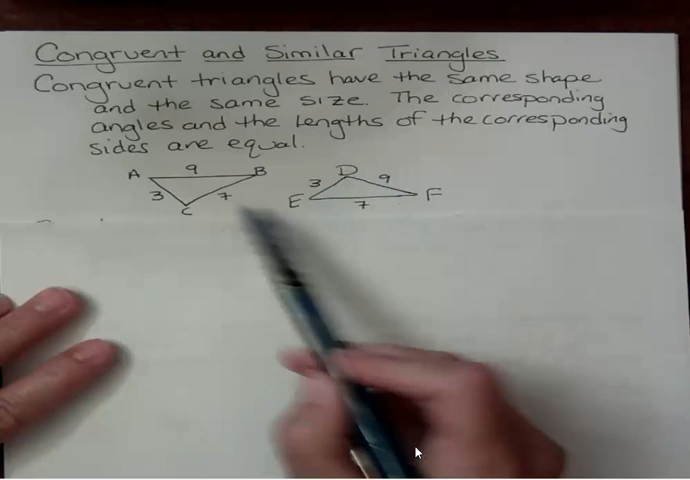 Congruent and Similar Triangles
Congruent triangles have the same shape
and the same size. The corresponding
angles and the lengths of the corresponding
sides are equal.
A 9 B
3 7
C
D
3 9
E 7 F